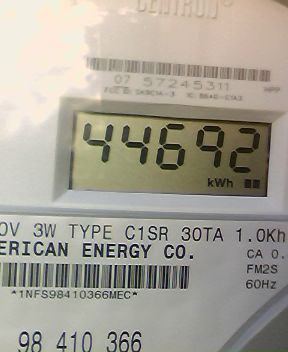 CENTRON®
07 57245311
HPP
44692
kWh
0V 3W TYPE C1SR 30TA 1.0Kh
ERICAN ENERGY CO.
CA 0.
FM2S
60Hz
*1NFS98410366MEC*
98 410 366